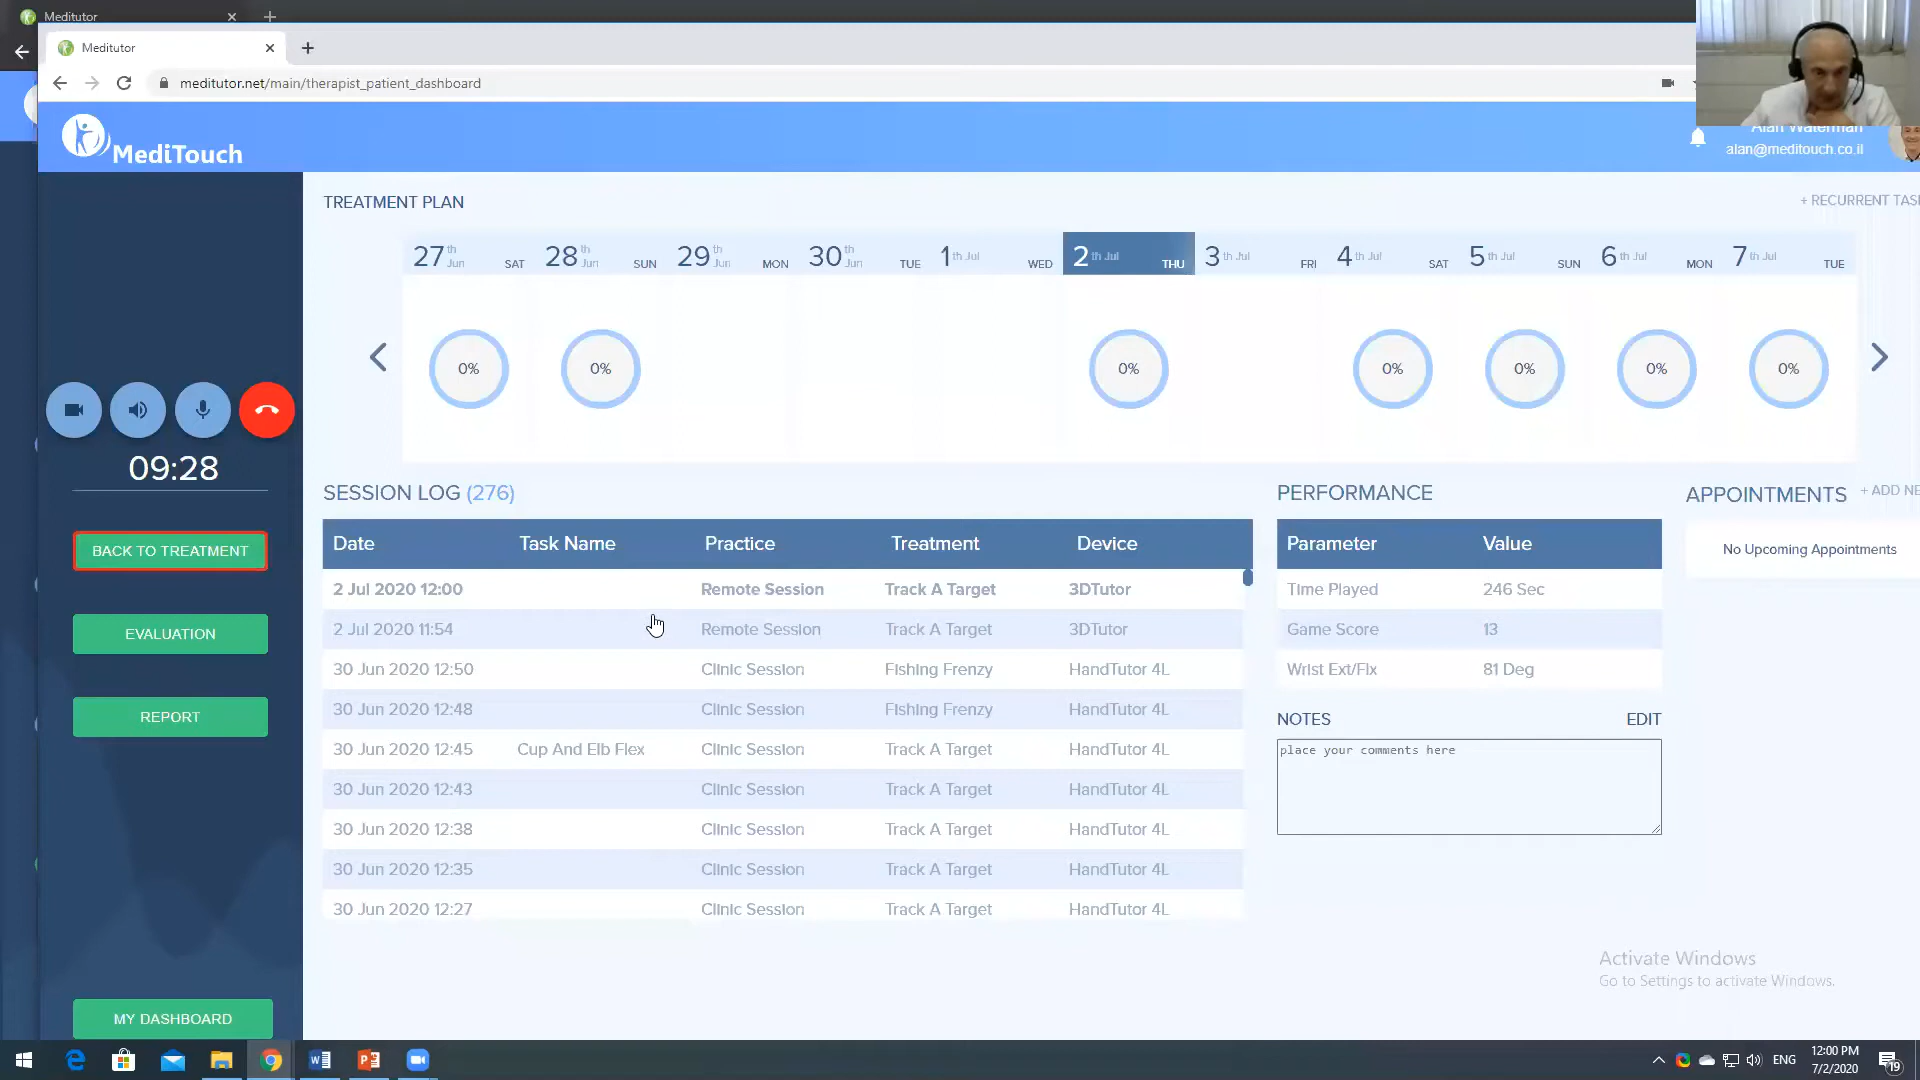 Meditutor
Meditutor
meditutor.net/main/therapist_patient_dashboard
MediTouch
Alan Waterman
alan@meditouch.co.il
TREATMENT PLAN
+ RECURRENT TAS
27 th Jun SAT 28 th Jun SUN 29 th Jun MON 30 th Jun TUE 1 th Jul WED 2 th Jul THU 3 th Jul FRI 4 th Jul SAT 5 th Jul SUN 6 th Jul MON 7 th Jul TUE
0% 0% 0% 0% 0% 0% 0%
09:28
BACK TO TREATMENT
EVALUATION
REPORT
MY DASHBOARD
SESSION LOG (276)
Date Task Name Practice Treatment Device
2 Jul 2020 12:00 Remote Session Track A Target 3DTutor
2 Jul 2020 11:54 Remote Session Track A Target 3DTutor
30 Jun 2020 12:50 Clinic Session Fishing Frenzy HandTutor 4L
30 Jun 2020 12:48 Clinic Session Fishing Frenzy HandTutor 4L
30 Jun 2020 12:45 Cup And Elb Flex Clinic Session Track A Target HandTutor 4L
30 Jun 2020 12:43 Clinic Session Track A Target HandTutor 4L
30 Jun 2020 12:38 Clinic Session Track A Target HandTutor 4L
30 Jun 2020 12:35 Clinic Session Track A Target HandTutor 4L
30 Jun 2020 12:27 Clinic Session Track A Target HandTutor 4L
PERFORMANCE
Parameter Value
Time Played 246 Sec
Game Score 13
Wrist Ext/Flx 81 Deg
NOTES EDIT
place your comments here
APPOINTMENTS + ADD NE
No Upcoming Appointments
Activate Windows
Go to Settings to activate Windows.
ENG
12:00 PM
7/2/2020
19